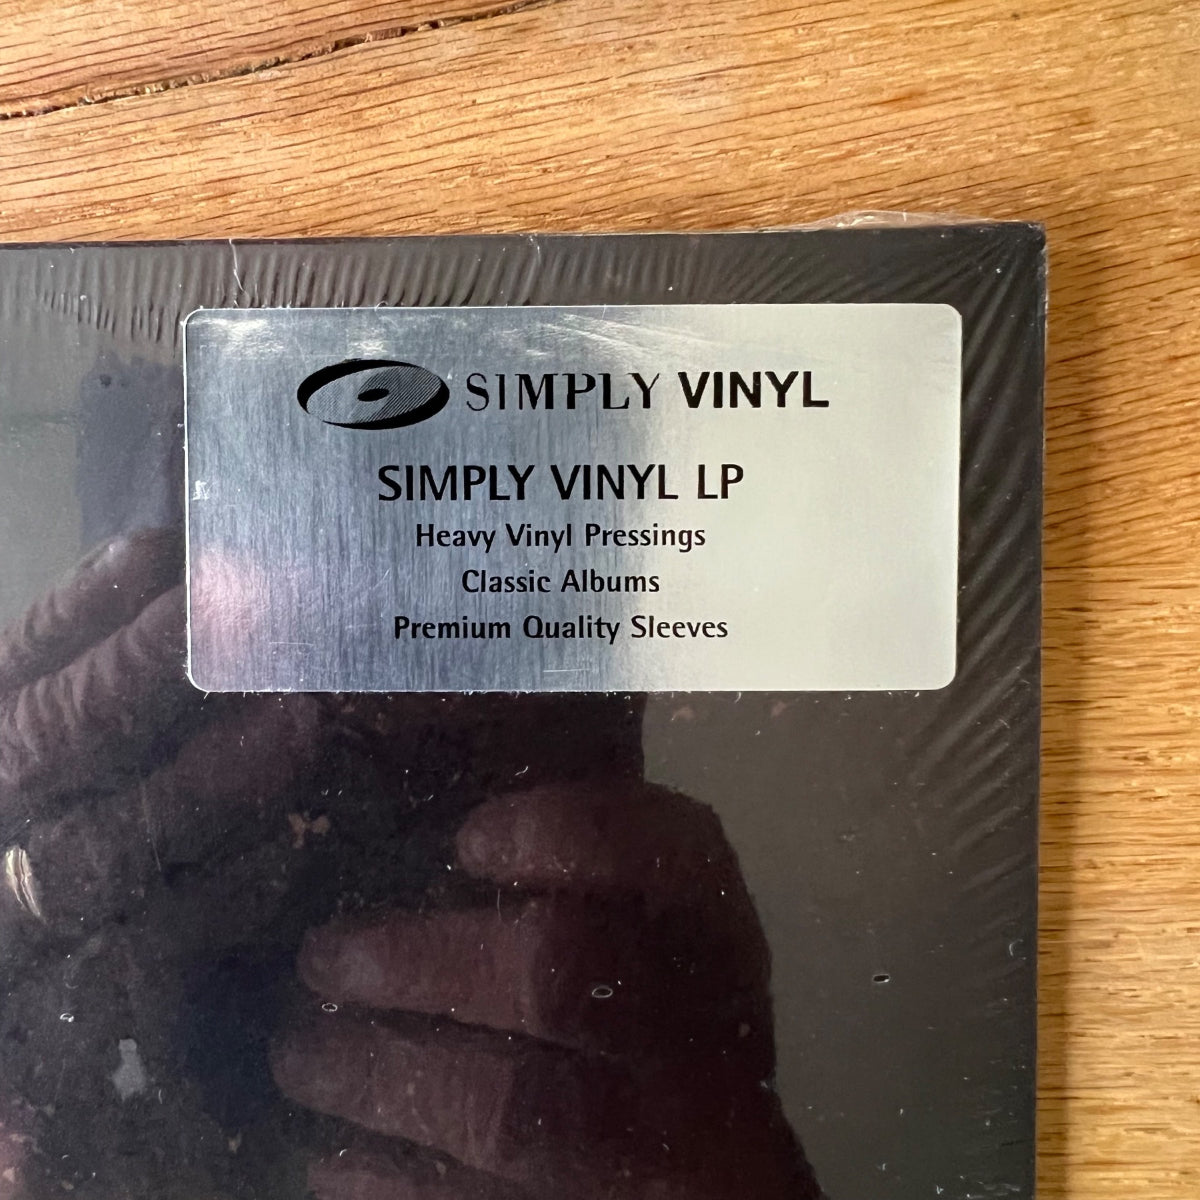 SIMPLY VINYL
SIMPLY VINYL LP
Heavy Vinyl Pressings
Classic Albums
Premium Quality Sleeves